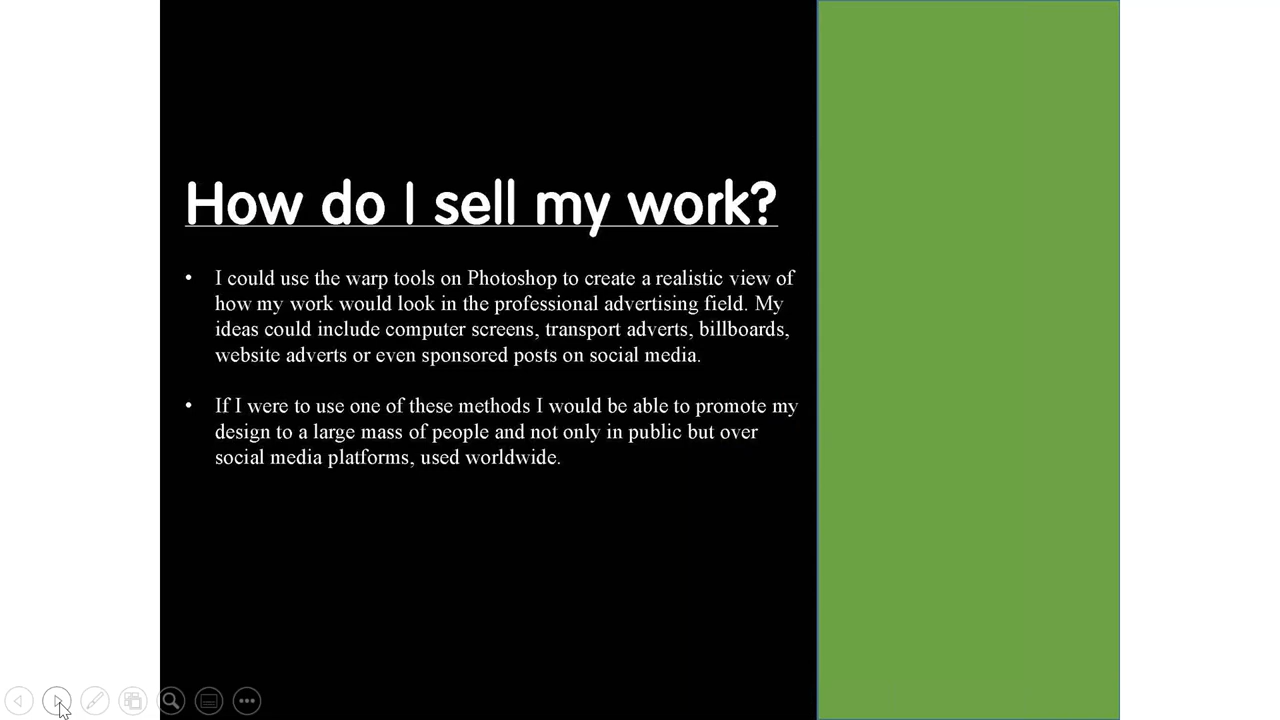 How do I sell my work?
• I could use the warp tools on Photoshop to create a realistic view of
how my work would look in the professional advertising field. My
ideas could include computer screens, transport adverts, billboards,
website adverts or even sponsored posts on social media.
• If I were to use one of these methods I would be able to promote my
design to a large mass of people and not only in public but over
social media platforms, used worldwide.